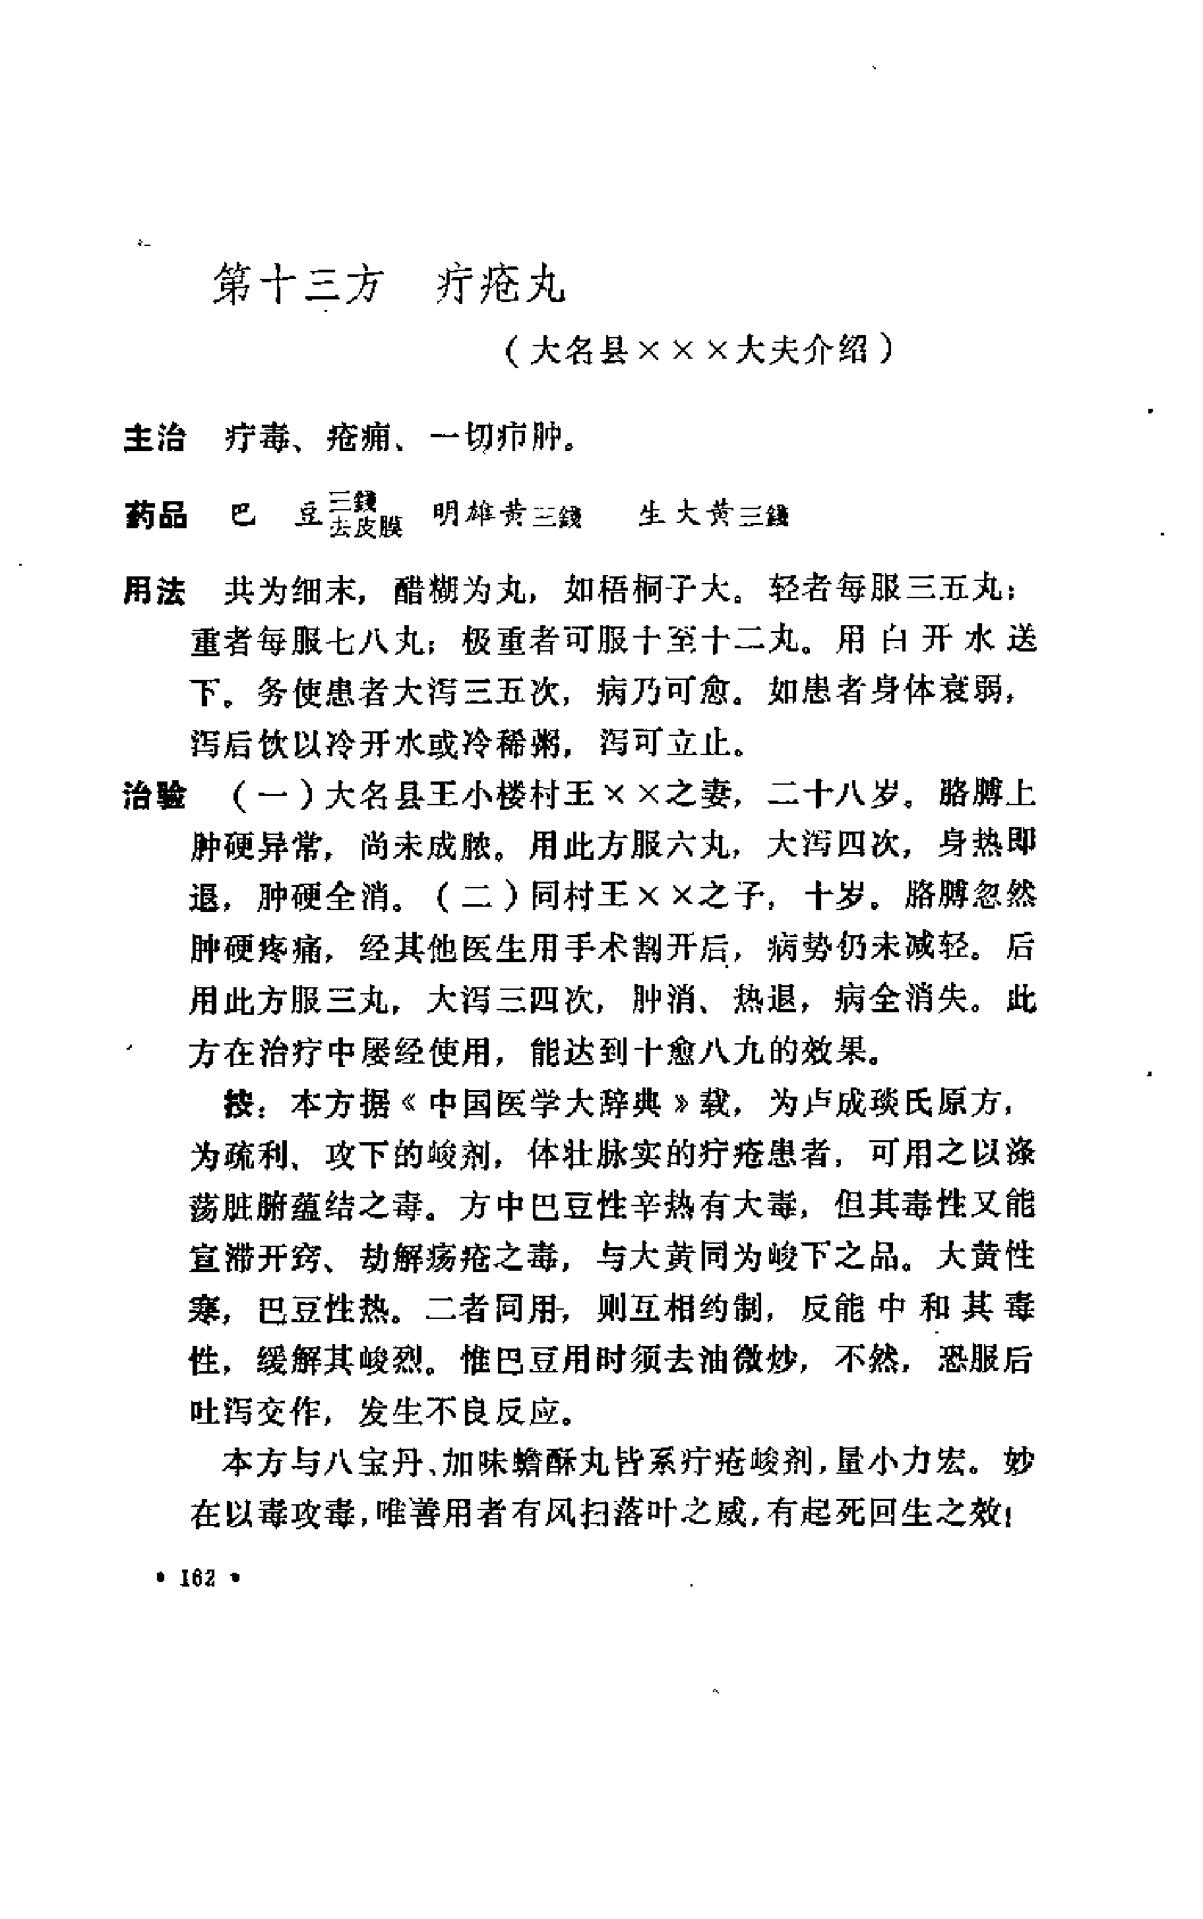 第十三方　疔疮丸
（大名县×××大夫介绍）
主治　疔毒、疮痈、一切疖肿。
药品　巴　豆三錢去皮膜　明雄黄三錢　生大黄三錢
用法　共为细末，醋糊为丸，如梧桐子大。轻者每服三五丸；
重者每服七八丸；极重者可服十至十二丸。用白开水送
下。务使患者大泻三五次，病乃可愈。如患者身体衰弱，
泻后饮以冷开水或冷稀粥，泻可立止。
治验　（一）大名县王小楼村王××之妻，二十八岁。胳膊上
肿硬异常，尚未成脓。用此方服六丸，大泻四次，身热即
退，肿硬全消。（二）同村王××之子，十岁。胳膊忽然
肿硬疼痛，经其他医生用手术割开后，病势仍未减轻。后
用此方服三丸，大泻三四次，肿消、热退，病全消失。此
方在治疗中屡经使用，能达到十愈八九的效果。
按：本方据《中国医学大辞典》载，为卢成琰氏原方，
为疏利、攻下的峻剂，体壮脉实的疔疮患者，可用之以涤
荡脏腑蕴结之毒。方中巴豆性辛热有大毒，但其毒性又能
宣滞开窍、劫解疡疮之毒，与大黄同为峻下之品。大黄性
寒，巴豆性热。二者同用，则互相约制，反能中和其毒
性，缓解其峻烈。惟巴豆用时须去油微炒，不然，恐服后
吐泻交作，发生不良反应。
本方与八宝丹、加味蟾酥丸皆系疔疮峻剂，量小力宏。妙
在以毒攻毒，唯善用者有风扫落叶之威，有起死回生之效；
• 162 •